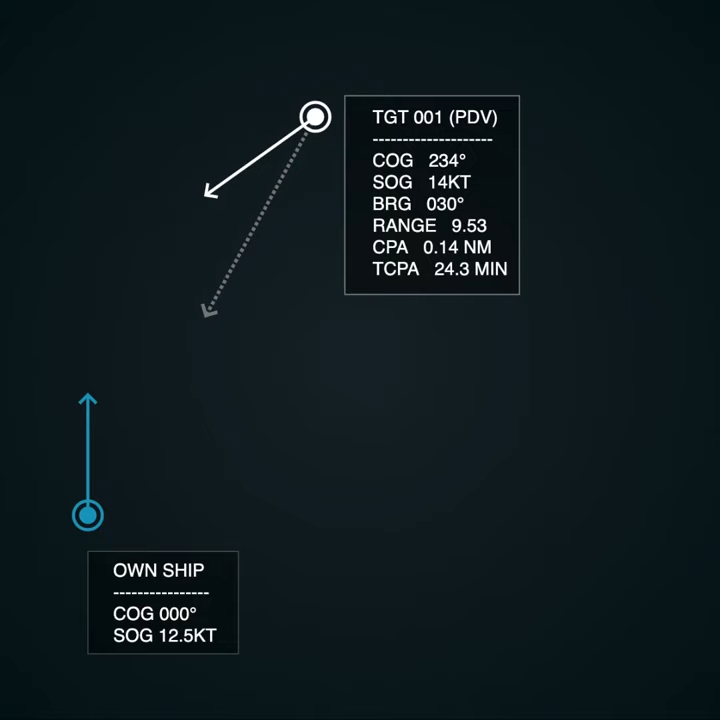 TGT 001 (PDV)
--------------------
COG 234°
SOG 14KT
BRG 030°
RANGE 9.53
CPA 0.14 NM
TCPA 24.3 MIN
OWN SHIP
----------------
COG 000°
SOG 12.5KT